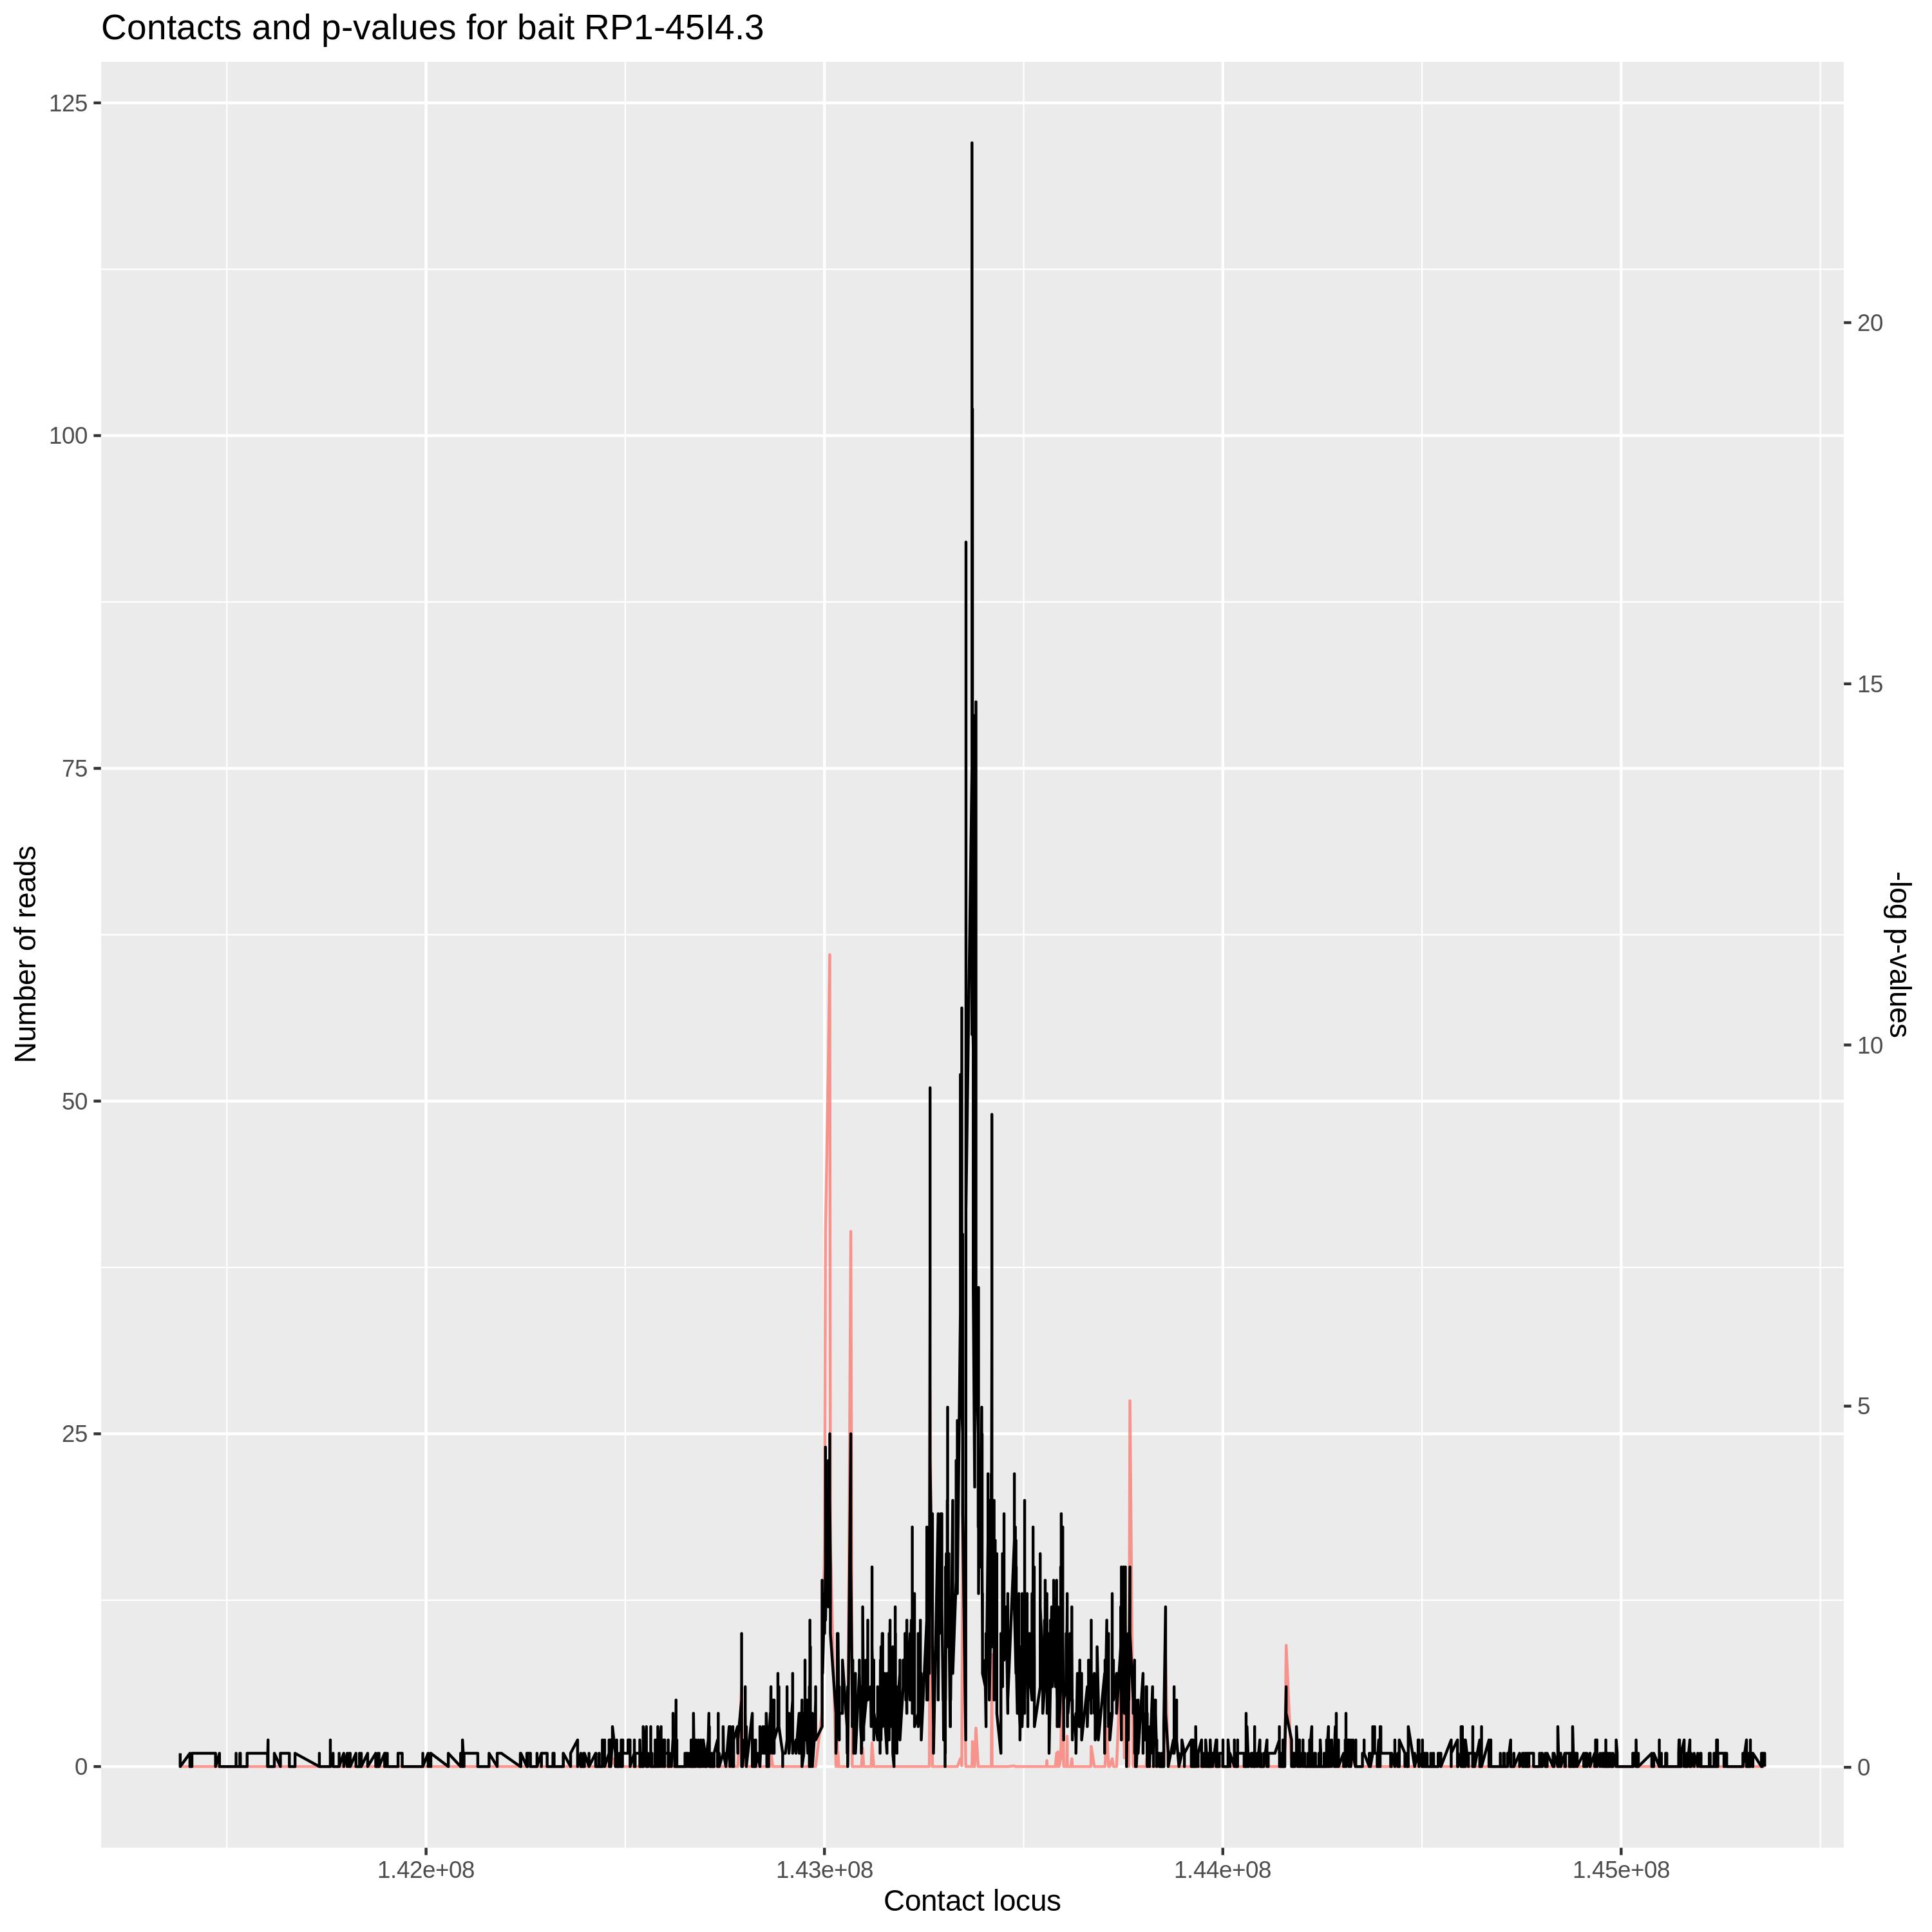 Contacts and p-values for bait RP1-45I4.3
125
100
75
50
25
0
Number of reads
20
15
10
5
0
-log p-values
1.42e+08
1.43e+08
1.44e+08
1.45e+08
Contact locus